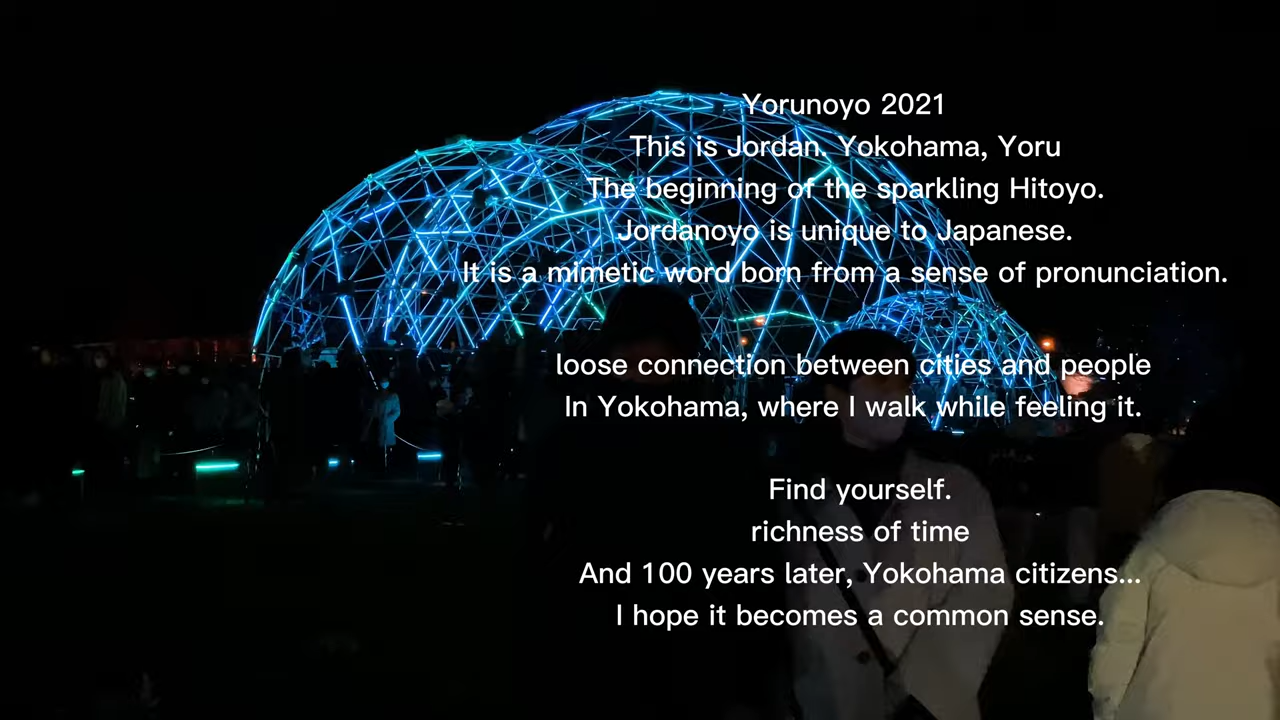 Yorunoyo 2021
This is Jordan. Yokohama, Yoru
The beginning of the sparkling Hitoyo.
Jordanoyo is unique to Japanese.
It is a mimetic word born from a sense of pronunciation.
loose connection between cities and people
In Yokohama, where I walk while feeling it.
Find yourself.
richness of time
And 100 years later, Yokohama citizens...
I hope it becomes a common sense.